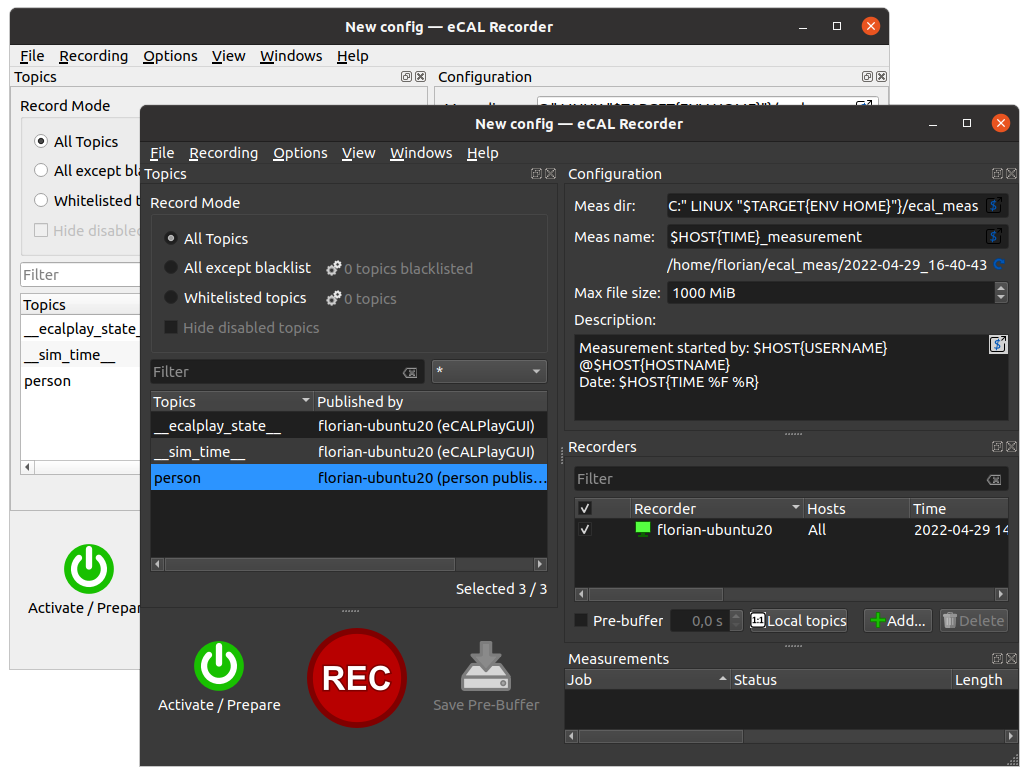 New config — eCAL Recorder
File Recording Options View Windows Help
Topics
Configuration
Record Mode
All Topics
All except bla
Whitelisted t
Hide disabled
Filter
Topics
__ecalplay_state_
__sim_time__
person
Activate / Prepar
New config — eCAL Recorder
File Recording Options View Windows Help
Topics
Record Mode
All Topics
All except blacklist 0 topics blacklisted
Whitelisted topics 0 topics
Hide disabled topics
Filter *
Topics Published by
__ecalplay_state__ florian-ubuntu20 (eCALPlayGUI)
__sim_time__ florian-ubuntu20 (eCALPlayGUI)
person florian-ubuntu20 (person publis...
Selected 3 / 3
Activate / Prepare
REC
Save Pre-Buffer
Configuration
Meas dir: C:" LINUX "$TARGET{ENV HOME}"}/ecal_meas $
Meas name: $HOST{TIME}_measurement $
/home/florian/ecal_meas/2022-04-29_16-40-43
Max file size: 1000 MiB
Description:
Measurement started by: $HOST{USERNAME} $
@$HOST{HOSTNAME}
Date: $HOST{TIME %F %R}
Recorders
Filter
Recorder Hosts Time
florian-ubuntu20 All 2022-04-29 14
Pre-buffer 0,0 s 1:1 Local topics Add... Delete
Measurements
Job Status Length